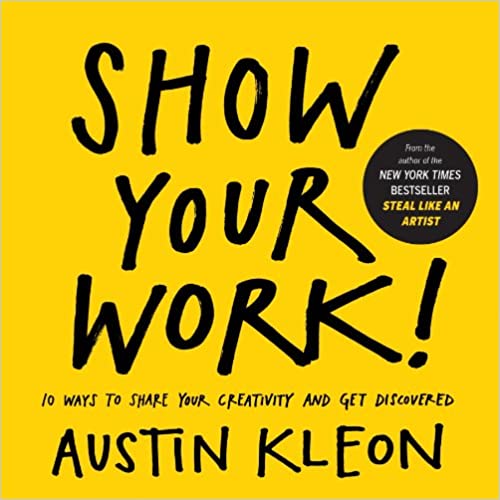 SHOW
YOUR
WORK!
From the
author of the
NEW YORK TIMES
BESTSELLER
STEAL LIKE AN
ARTIST
10 WAYS TO SHARE YOUR CREATIVITY AND GET DISCOVERED
AUSTIN KLEON